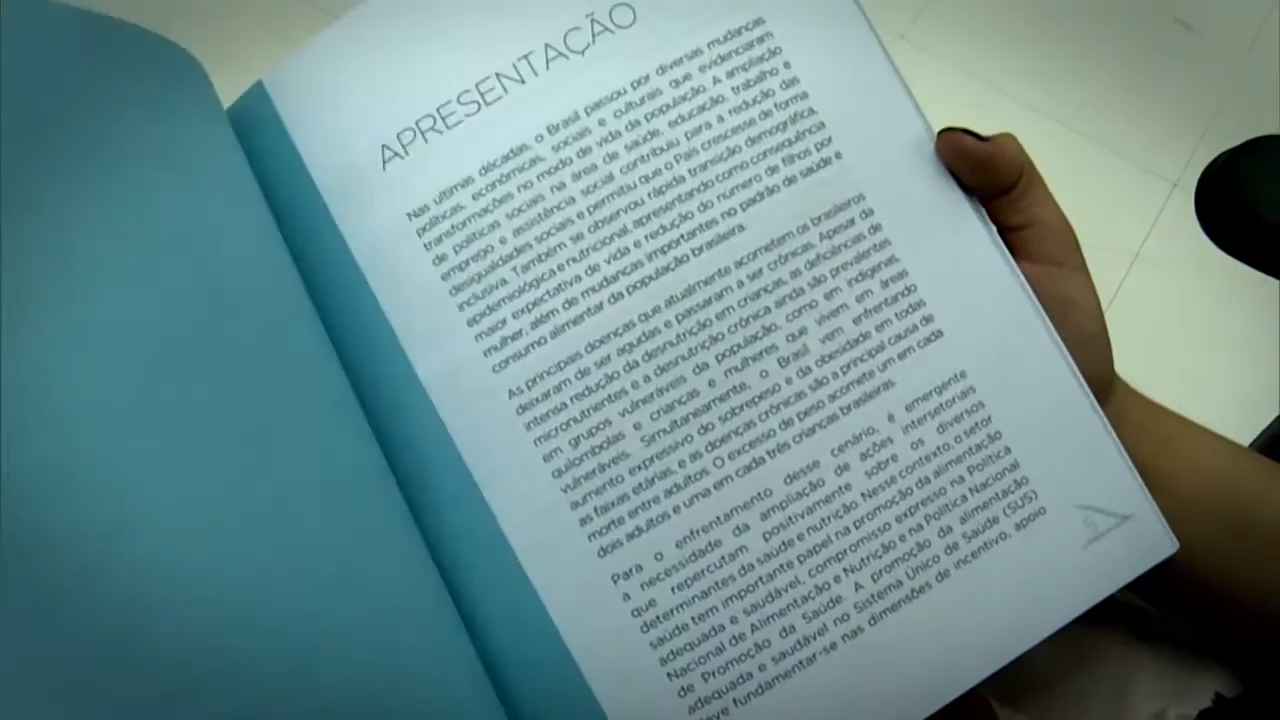 APRESENTAÇÃO
Nas últimas décadas, o Brasil passou por diversas mudanças
políticas, econômicas, sociais e culturais que evidenciaram
transformações no modo de vida da população. A ampliação
de políticas sociais na área de saúde, educação, trabalho e
emprego e assistência social contribuiu para a redução das
desigualdades sociais e permitiu que o País crescesse de forma
inclusiva. Também se observou rápida transição demográfica,
epidemiológica e nutricional, apresentando como consequência
maior expectativa de vida e redução do número de filhos por
mulher, além de mudanças importantes no padrão de saúde e
consumo alimentar da população brasileira.
As principais doenças que atualmente acometem os brasileiros
deixaram de ser agudas e passaram a ser crônicas. Apesar da
intensa redução da desnutrição em crianças, as deficiências de
micronutrientes e a desnutrição crônica ainda são prevalentes
em grupos vulneráveis da população, como em indígenas,
quilombolas e crianças e mulheres que vivem em áreas
vulneráveis. Simultaneamente, o Brasil vem enfrentando
aumento expressivo do sobrepeso e da obesidade em todas
as faixas etárias, e as doenças crônicas são a principal causa de
morte entre adultos. O excesso de peso acomete um em cada
dois adultos e uma em cada três crianças brasileiras.
Para o enfrentamento desse cenário, é emergente
a necessidade da ampliação de ações intersetoriais
que repercutam positivamente sobre os diversos
determinantes da saúde e nutrição. Nesse contexto, o setor
saúde tem importante papel na promoção da alimentação
adequada e saudável, compromisso expresso na Política
Nacional de Alimentação e Nutrição e na Política Nacional
de Promoção da Saúde. A promoção da alimentação
adequada e saudável no Sistema Único de Saúde (SUS)
deve fundamentar-se nas dimensões de incentivo, apoio